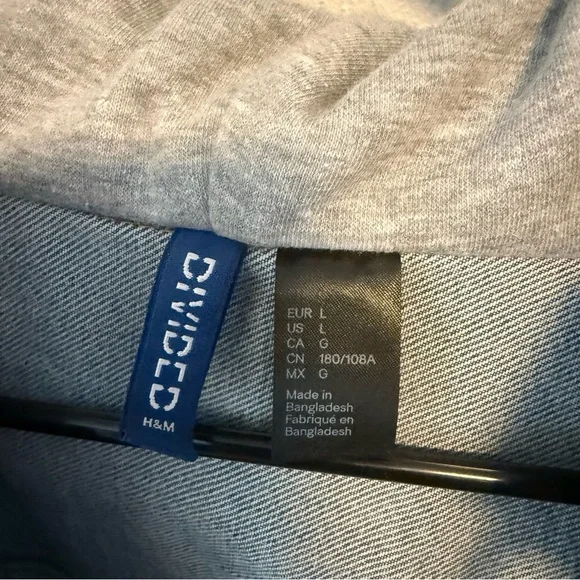 DIVIDED
H&M
EUR L
US L
CA G
CN 180/108A
MX G
Made in
Bangladesh
Fabriqué en
Bangladesh